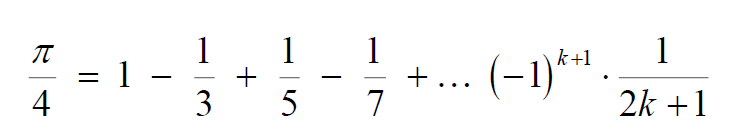 π/4 = 1 − 1/3 + 1/5 − 1/7 + … (−1)^{k+1} · 1/(2k+1)